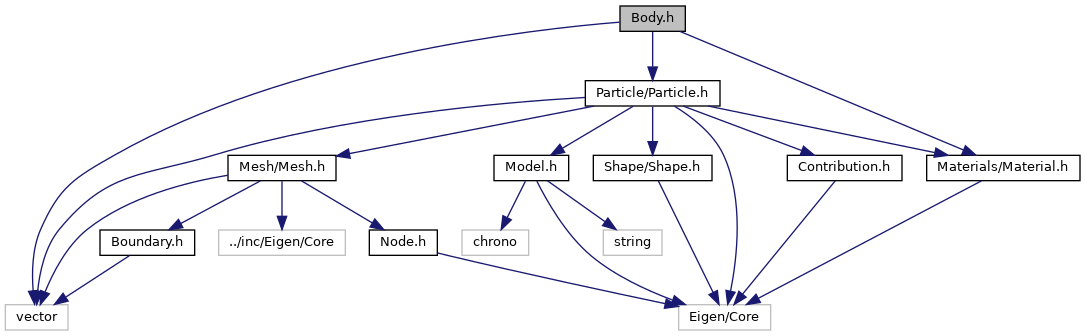 Body.h
Particle/Particle.h
Mesh/Mesh.h
Model.h
Shape/Shape.h
Contribution.h
Materials/Material.h
Boundary.h
../inc/Eigen/Core
Node.h
chrono
string
vector
Eigen/Core